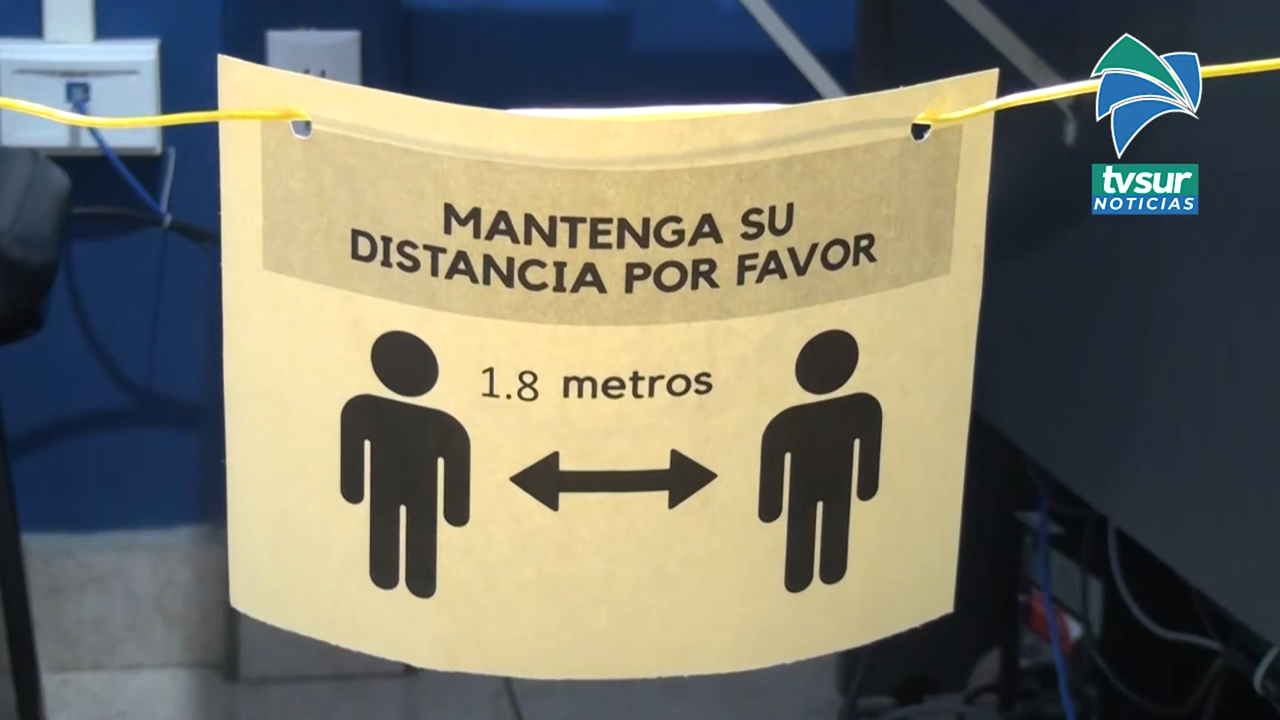 MANTENGA SU
DISTANCIA POR FAVOR
1.8 metros
tvsur
NOTICIAS